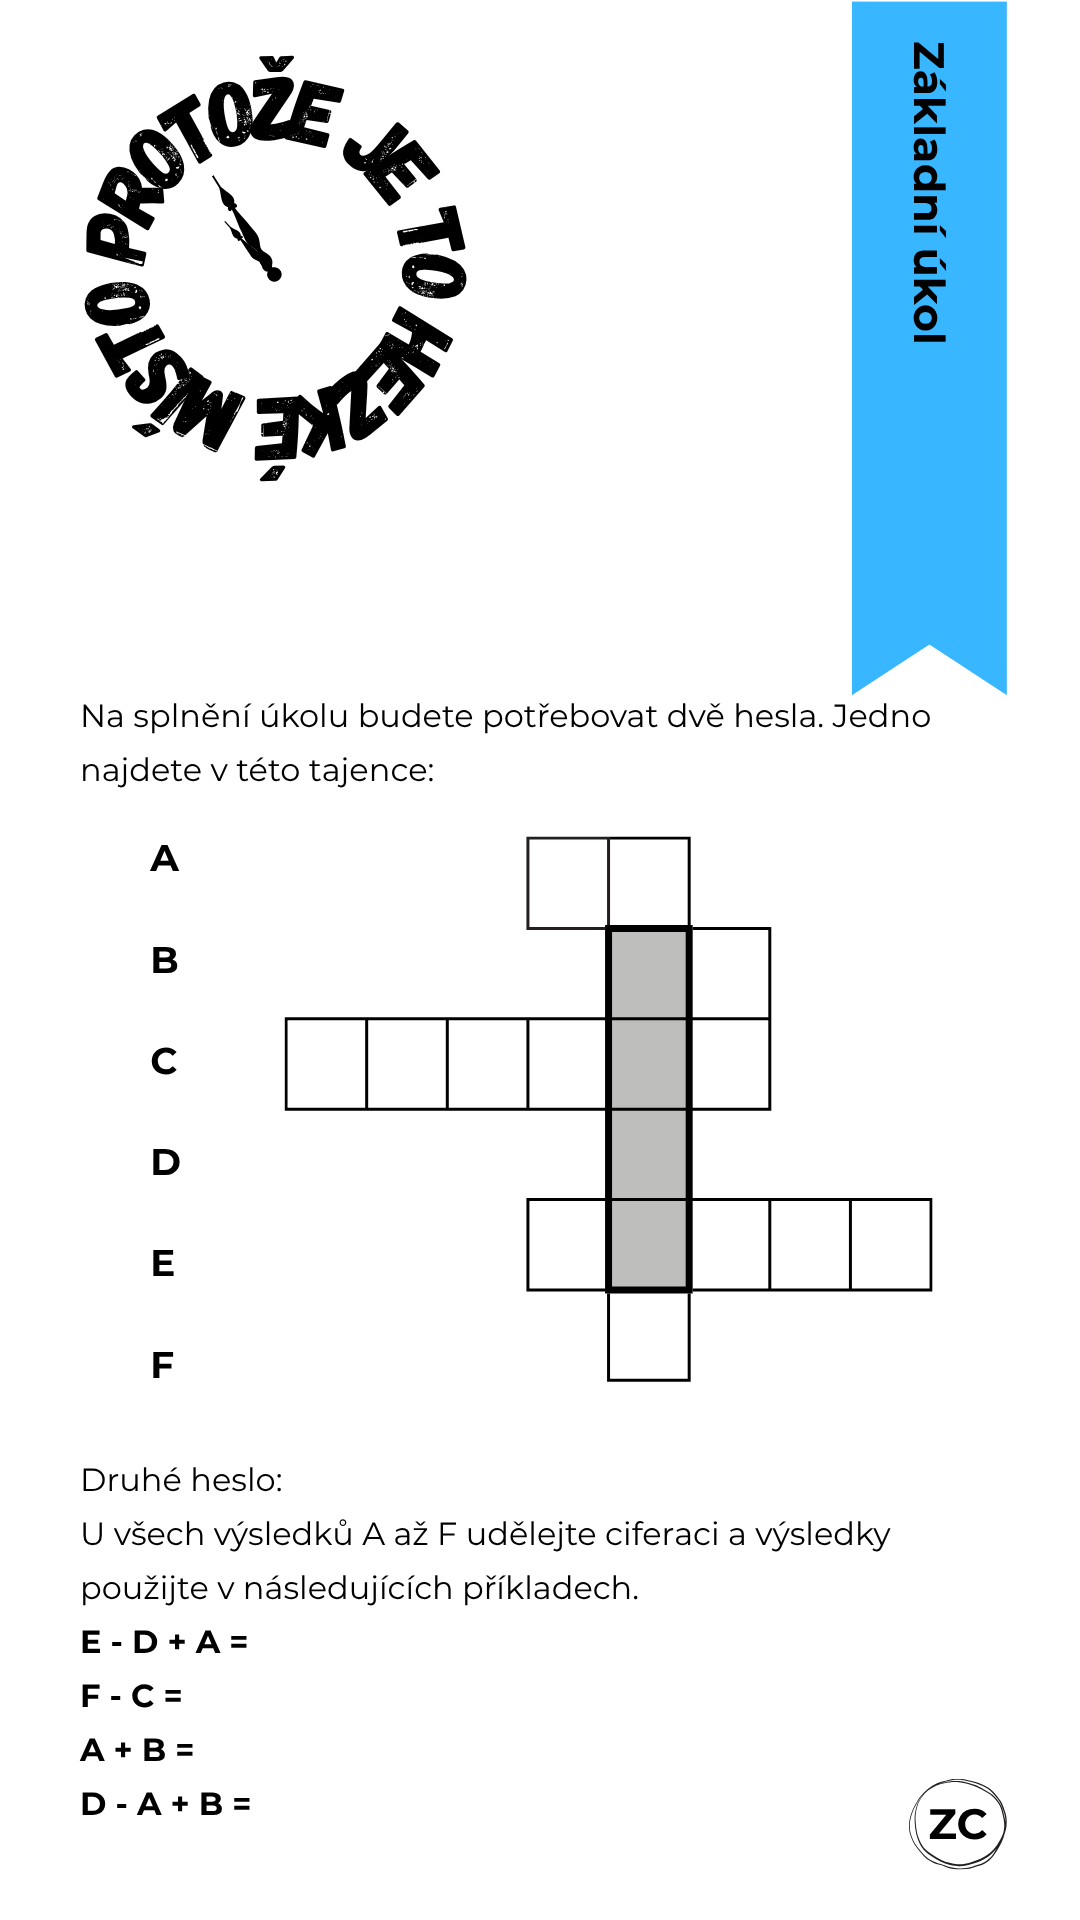 PROTOŽE JE TO HEZKÉ MÍSTO
Základní úkol
Na splnění úkolu budete potřebovat dvě hesla. Jedno
najdete v této tajence:
A
B
C
D
E
F
Druhé heslo:
U všech výsledků A až F udělejte ciferaci a výsledky
použijte v následujících příkladech.
E - D + A =
F - C =
A + B =
D - A + B =
ZC